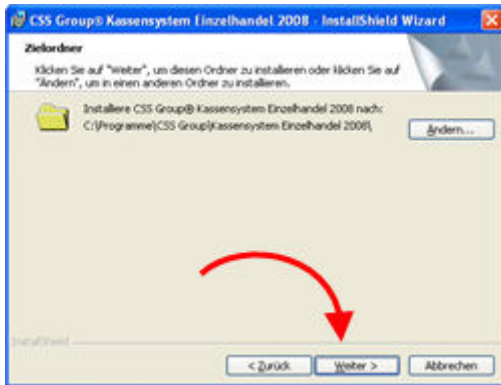 CSS Group® Kassensystem Einzelhandel 2008 - InstallShield Wizard
Zielordner
Klicken Sie auf "Weiter", um diesen Ordner zu installieren oder klicken Sie auf
"Ändern", um in einen anderen Ordner zu installieren.
Installiere CSS Group® Kassensystem Einzelhandel 2008 nach:
C:\Programme\CSS Group\Kassensystem Einzelhandel 2008\
Ändern...
InstallShield
< Zurück
Weiter >
Abbrechen